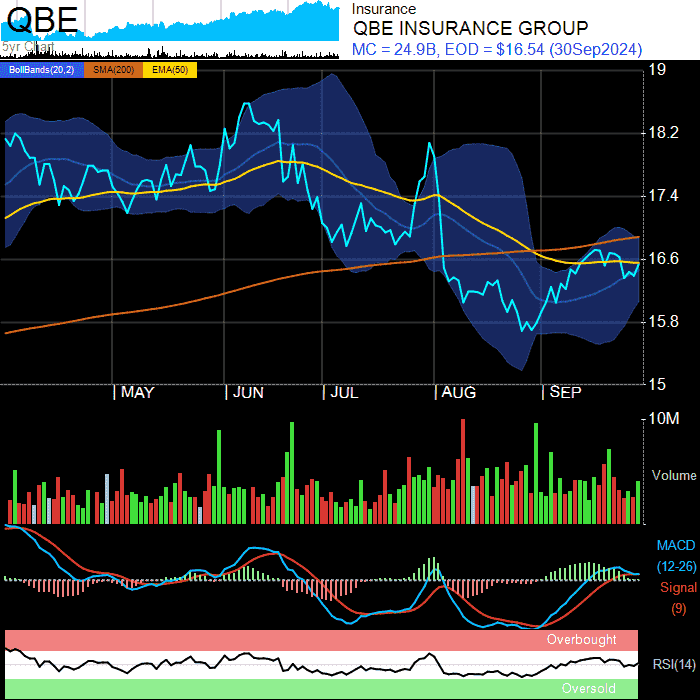 QBE
5yr Chart
Insurance
QBE INSURANCE GROUP
MC = 24.9B, EOD = $16.54 (30Sep2024)
BollBands(20,2) SMA(200) EMA(50)
19
18.2
17.4
16.6
15.8
15
MAY JUN JUL AUG SEP
10M
Volume
MACD
(12-26)
Signal
(9)
Overbought
RSI(14)
Oversold